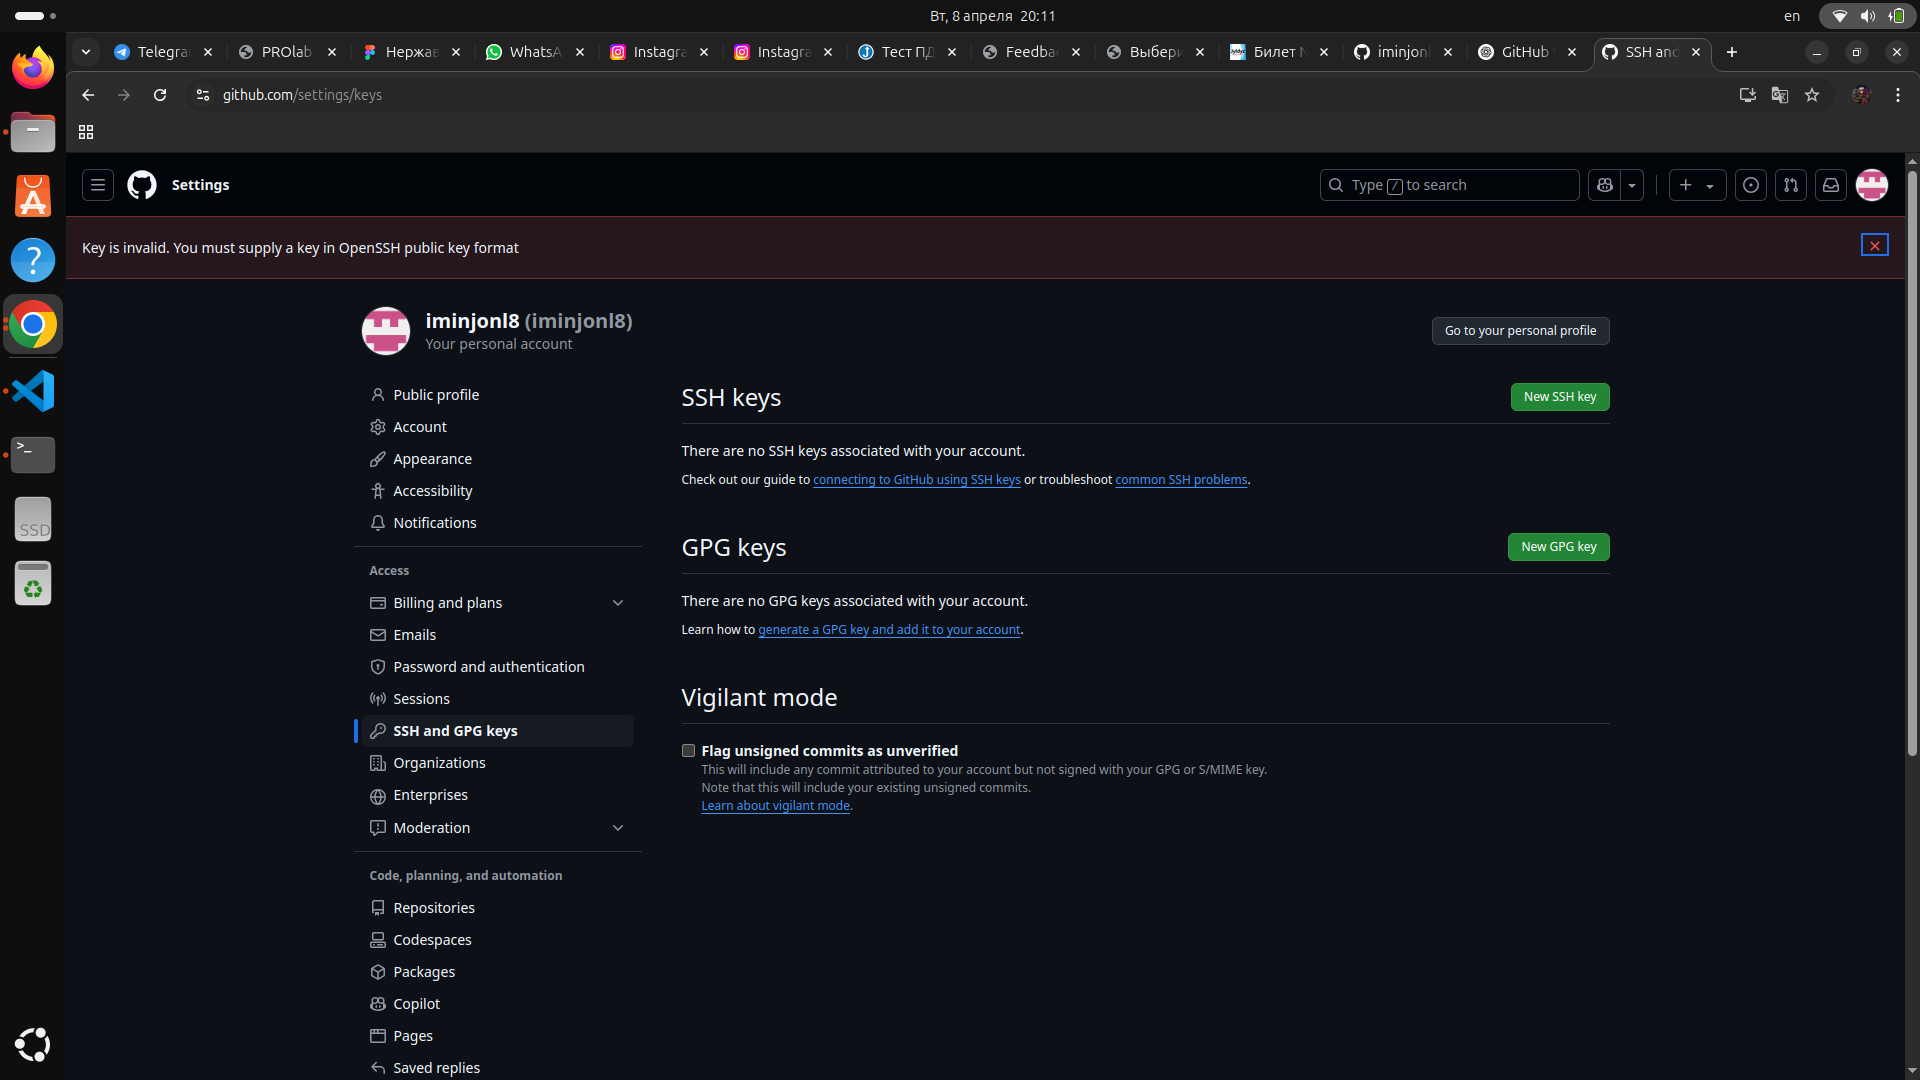 Вт, 8 апреля 20:11
en
Telegra
PROlab
Нержав
WhatsA
Instagra
Instagra
Тест ПД
Feedba
Выбери
Билет N
iminjonl
GitHub
SSH and
github.com/settings/keys
Settings
Type / to search
Key is invalid. You must supply a key in OpenSSH public key format
iminjonl8 (iminjonl8)
Your personal account
Go to your personal profile
Public profile
Account
Appearance
Accessibility
Notifications
Access
Billing and plans
Emails
Password and authentication
Sessions
SSH and GPG keys
Organizations
Enterprises
Moderation
Code, planning, and automation
Repositories
Codespaces
Packages
Copilot
Pages
Saved replies
SSH keys
New SSH key
There are no SSH keys associated with your account.
Check out our guide to connecting to GitHub using SSH keys or troubleshoot common SSH problems.
GPG keys
New GPG key
There are no GPG keys associated with your account.
Learn how to generate a GPG key and add it to your account.
Vigilant mode
Flag unsigned commits as unverified
This will include any commit attributed to your account but not signed with your GPG or S/MIME key.
Note that this will include your existing unsigned commits.
Learn about vigilant mode.
SSD